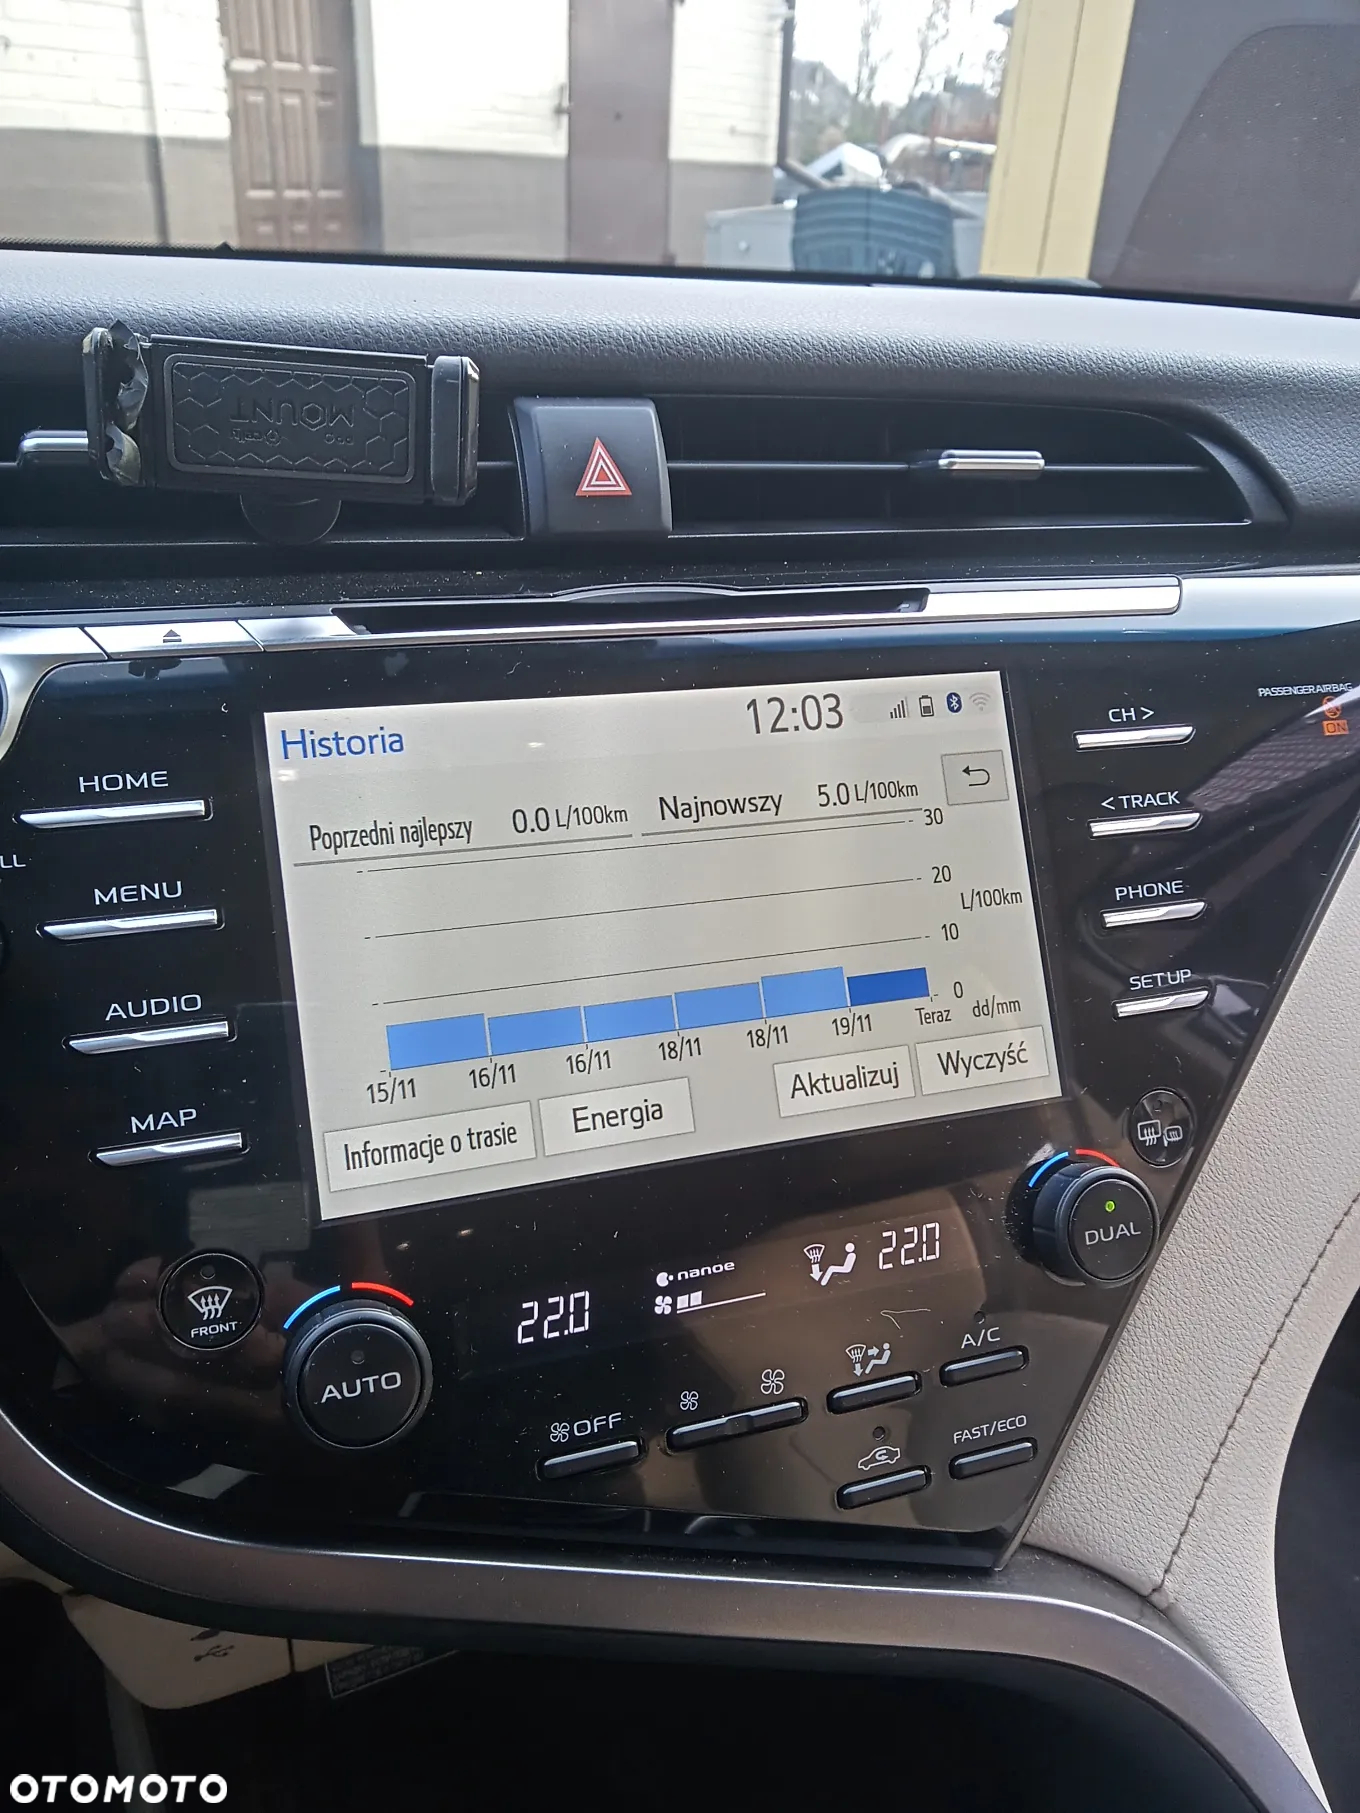 MOUNT
PASSENGER AIRBAG
ON
Historia
12:03
CH >
HOME
Poprzedni najlepszy
0.0 L/100km
Najnowszy
5.0 L/100km
30
< TRACK
LL
20
L/100km
MENU
PHONE
10
AUDIO
SETUP
0
15/11
16/11
16/11
18/11
18/11
19/11
Teraz
dd/mm
MAP
Informacje o trasie
Energia
Aktualizuj
Wyczyść
FRONT
AUTO
22.0
nanoe
22.0
DUAL
A/C
OFF
FAST/ECO
OTOMOTO